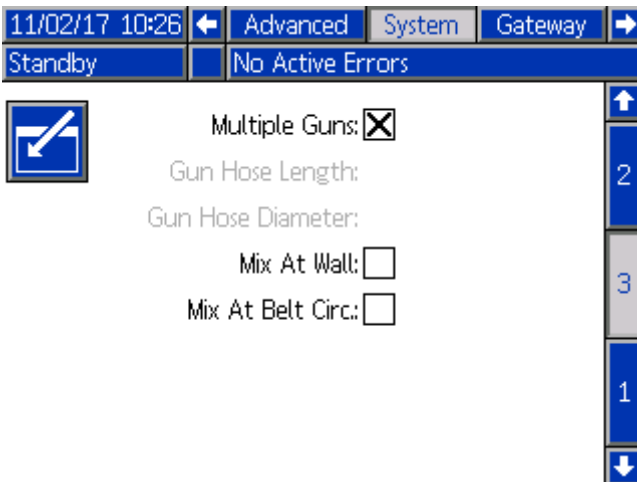 11/02/17 10:26 Advanced System Gateway
Standby No Active Errors
Multiple Guns:
Gun Hose Length:
2
Gun Hose Diameter:
Mix At Wall:
3
Mix At Belt Circ.:
1